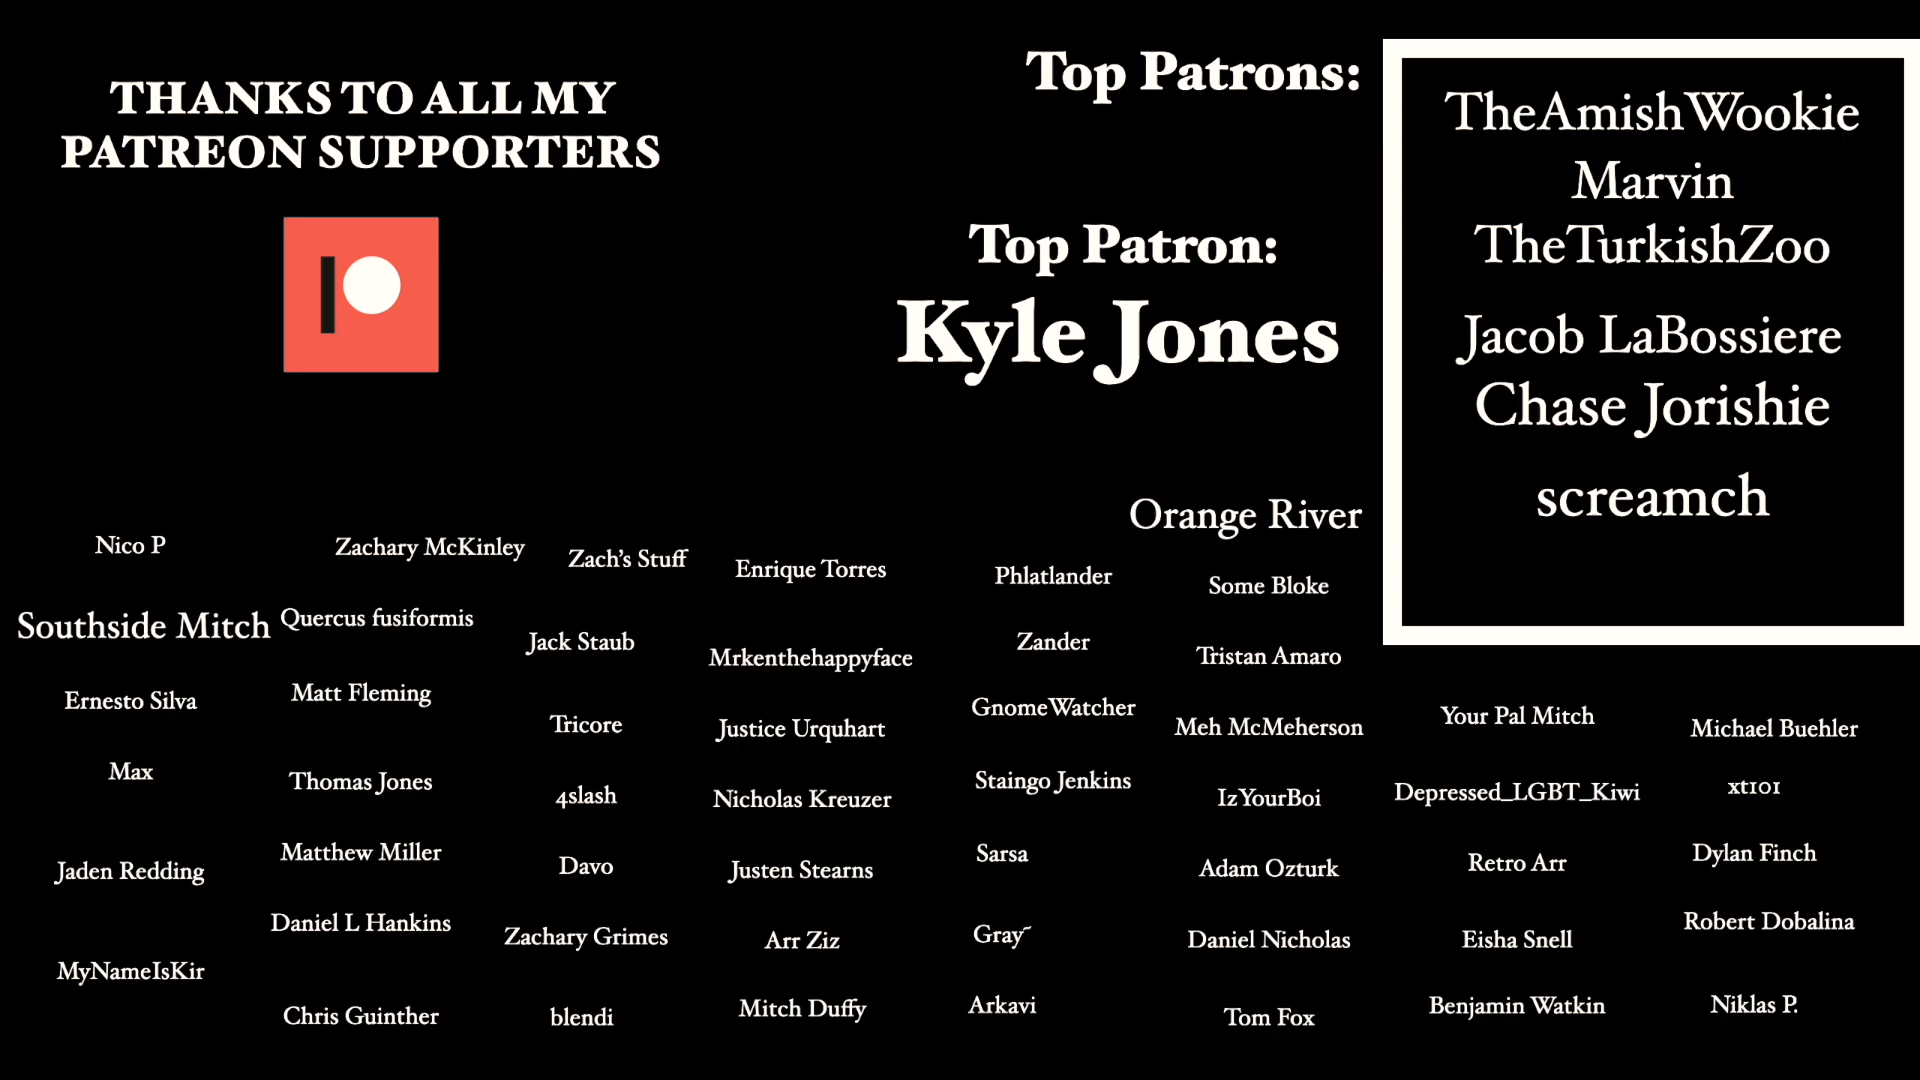 THANKS TO ALL MY
PATREON SUPPORTERS
Top Patrons:
TheAmishWookie
Marvin
TheTurkishZoo
Jacob LaBossiere
Chase Jorishie
screamch
Top Patron:
Kyle Jones
Orange River
Nico P
Southside Mitch
Ernesto Silva
Max
Jaden Redding
MyNameIsKir
Zachary McKinley
Quercus fusiformis
Matt Fleming
Thomas Jones
Matthew Miller
Daniel L Hankins
Chris Guinther
Zach’s Stuff
Jack Staub
Tricore
4slash
Davo
Zachary Grimes
blendi
Enrique Torres
Mrkenthehappyface
Justice Urquhart
Nicholas Kreuzer
Justen Stearns
Arr Ziz
Mitch Duffy
Phlatlander
Zander
GnomeWatcher
Staingo Jenkins
Sarsa
Gray˜
Arkavi
Some Bloke
Tristan Amaro
Meh McMeherson
IzYourBoi
Adam Ozturk
Daniel Nicholas
Tom Fox
Your Pal Mitch
Depressed_LGBT_Kiwi
Retro Arr
Eisha Snell
Benjamin Watkin
Michael Buehler
xt101
Dylan Finch
Robert Dobalina
Niklas P.